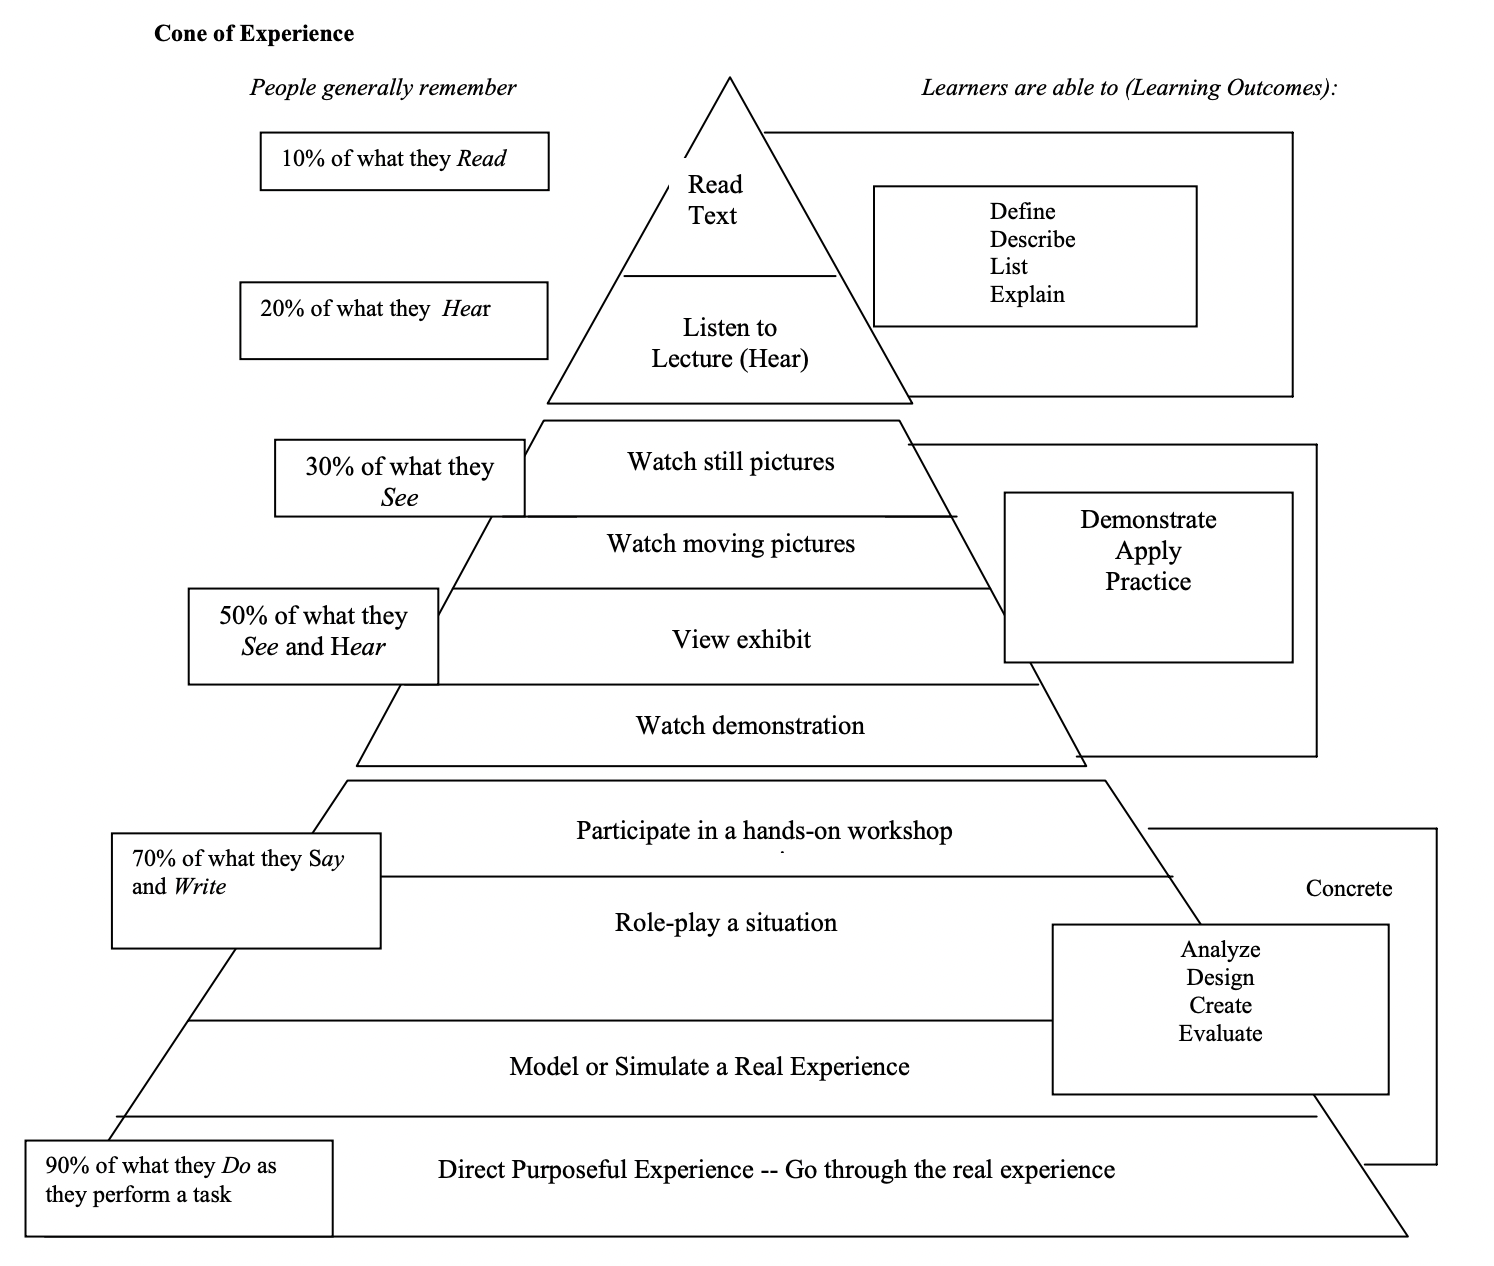 Cone of Experience
People generally remember
Learners are able to (Learning Outcomes):
10% of what they Read
Read
Text
Define
Describe
List
Explain
20% of what they  Hear
Listen to
Lecture (Hear)
30% of what they
See
Watch still pictures
Watch moving pictures
Demonstrate
Apply
Practice
50% of what they
See and Hear
View exhibit
Watch demonstration
Participate in a hands-on workshop
.
70% of what they Say
and Write
Role-play a situation
Concrete
Analyze
Design
Create
Evaluate
Model or Simulate a Real Experience
90% of what they Do as
they perform a task
Direct Purposeful Experience -- Go through the real experience